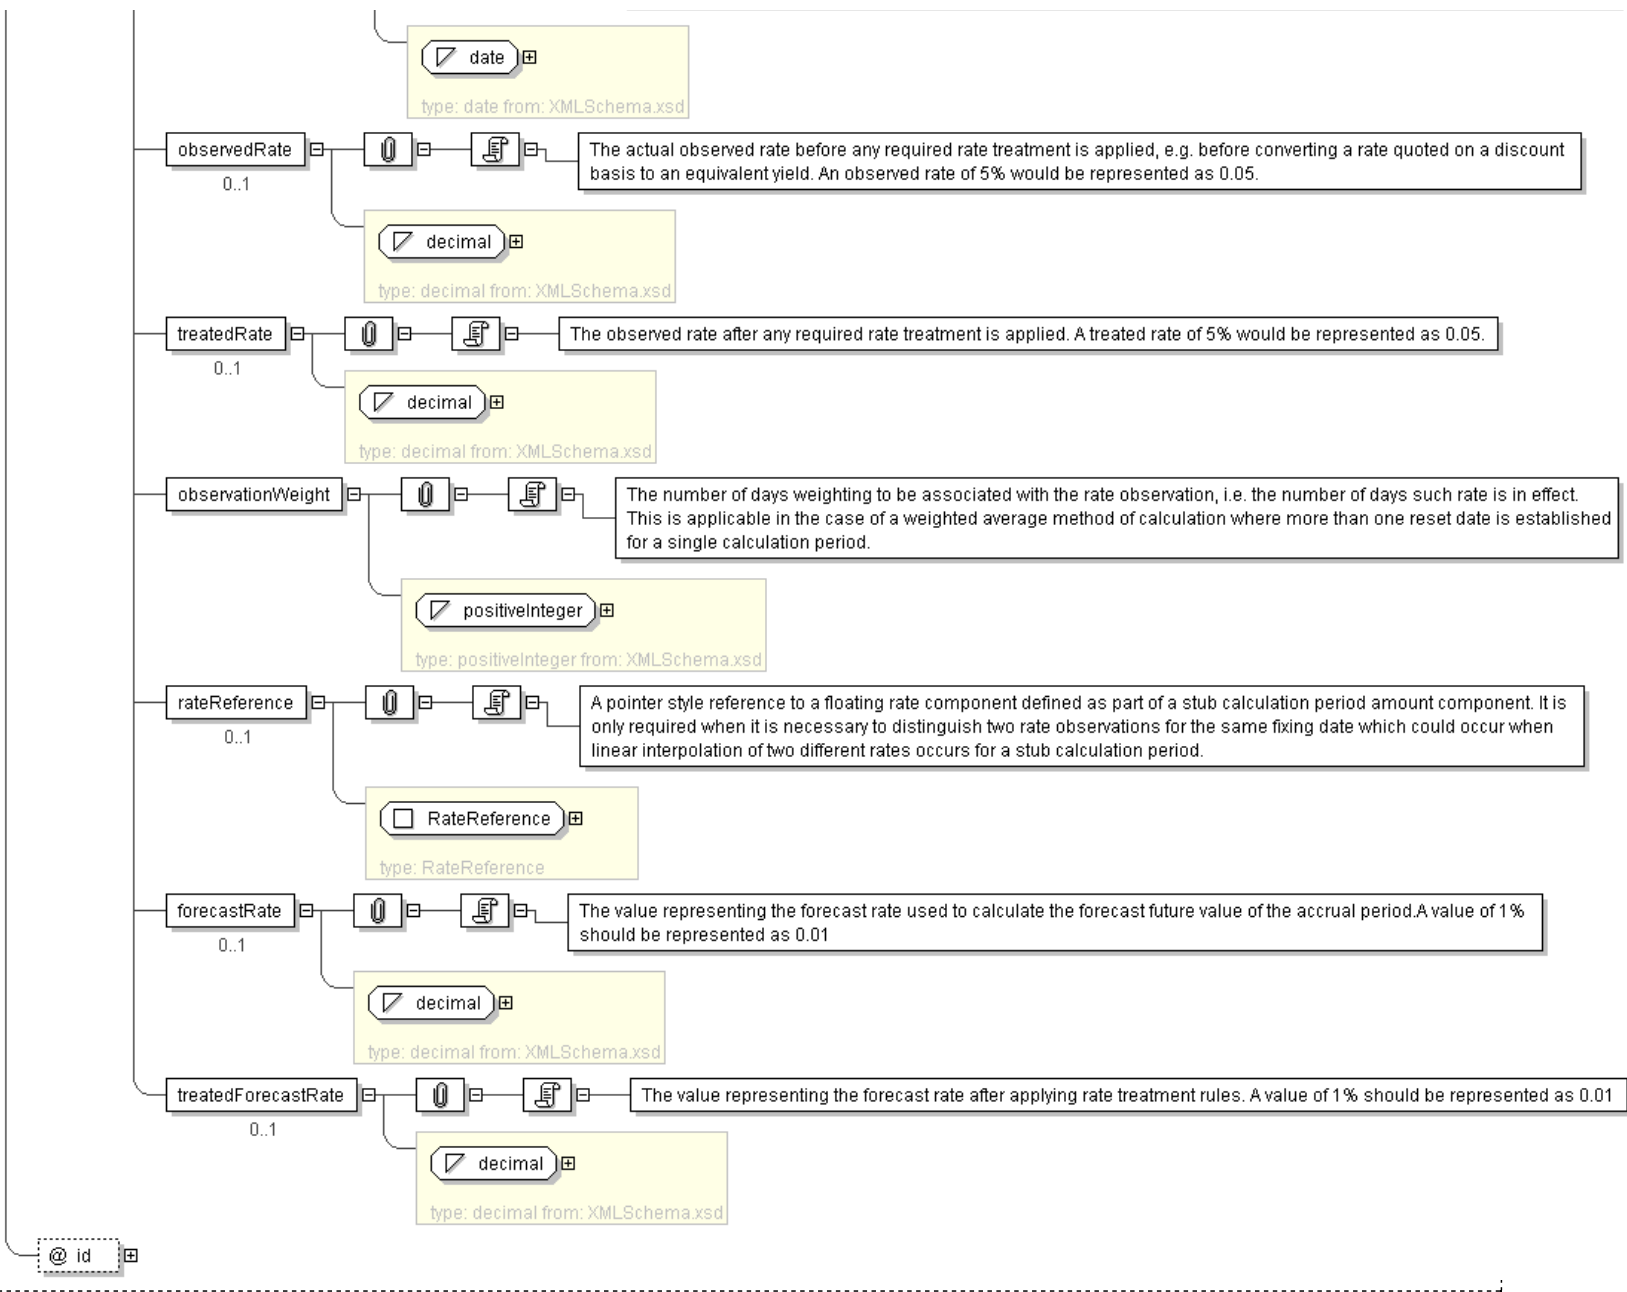 date
type: date from: XMLSchema.xsd
observedRate
0..1
The actual observed rate before any required rate treatment is applied, e.g. before converting a rate quoted on a discount
basis to an equivalent yield. An observed rate of 5% would be represented as 0.05.
decimal
type: decimal from: XMLSchema.xsd
treatedRate
0..1
The observed rate after any required rate treatment is applied. A treated rate of 5% would be represented as 0.05.
decimal
type: decimal from: XMLSchema.xsd
observationWeight
The number of days weighting to be associated with the rate observation, i.e. the number of days such rate is in effect.
This is applicable in the case of a weighted average method of calculation where more than one reset date is established
for a single calculation period.
positiveInteger
type: positiveInteger from: XMLSchema.xsd
rateReference
0..1
A pointer style reference to a floating rate component defined as part of a stub calculation period amount component. It is
only required when it is necessary to distinguish two rate observations for the same fixing date which could occur when
linear interpolation of two different rates occurs for a stub calculation period.
RateReference
type: RateReference
forecastRate
0..1
The value representing the forecast rate used to calculate the forecast future value of the accrual period.A value of 1%
should be represented as 0.01
decimal
type: decimal from: XMLSchema.xsd
treatedForecastRate
0..1
The value representing the forecast rate after applying rate treatment rules. A value of 1% should be represented as 0.01
decimal
type: decimal from: XMLSchema.xsd
@ id